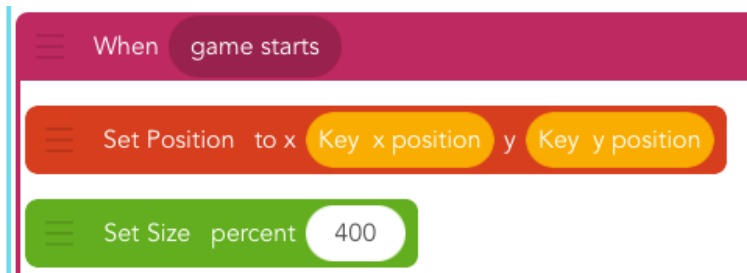 When game starts
Set Position to x Key x position y Key y position
Set Size percent 400